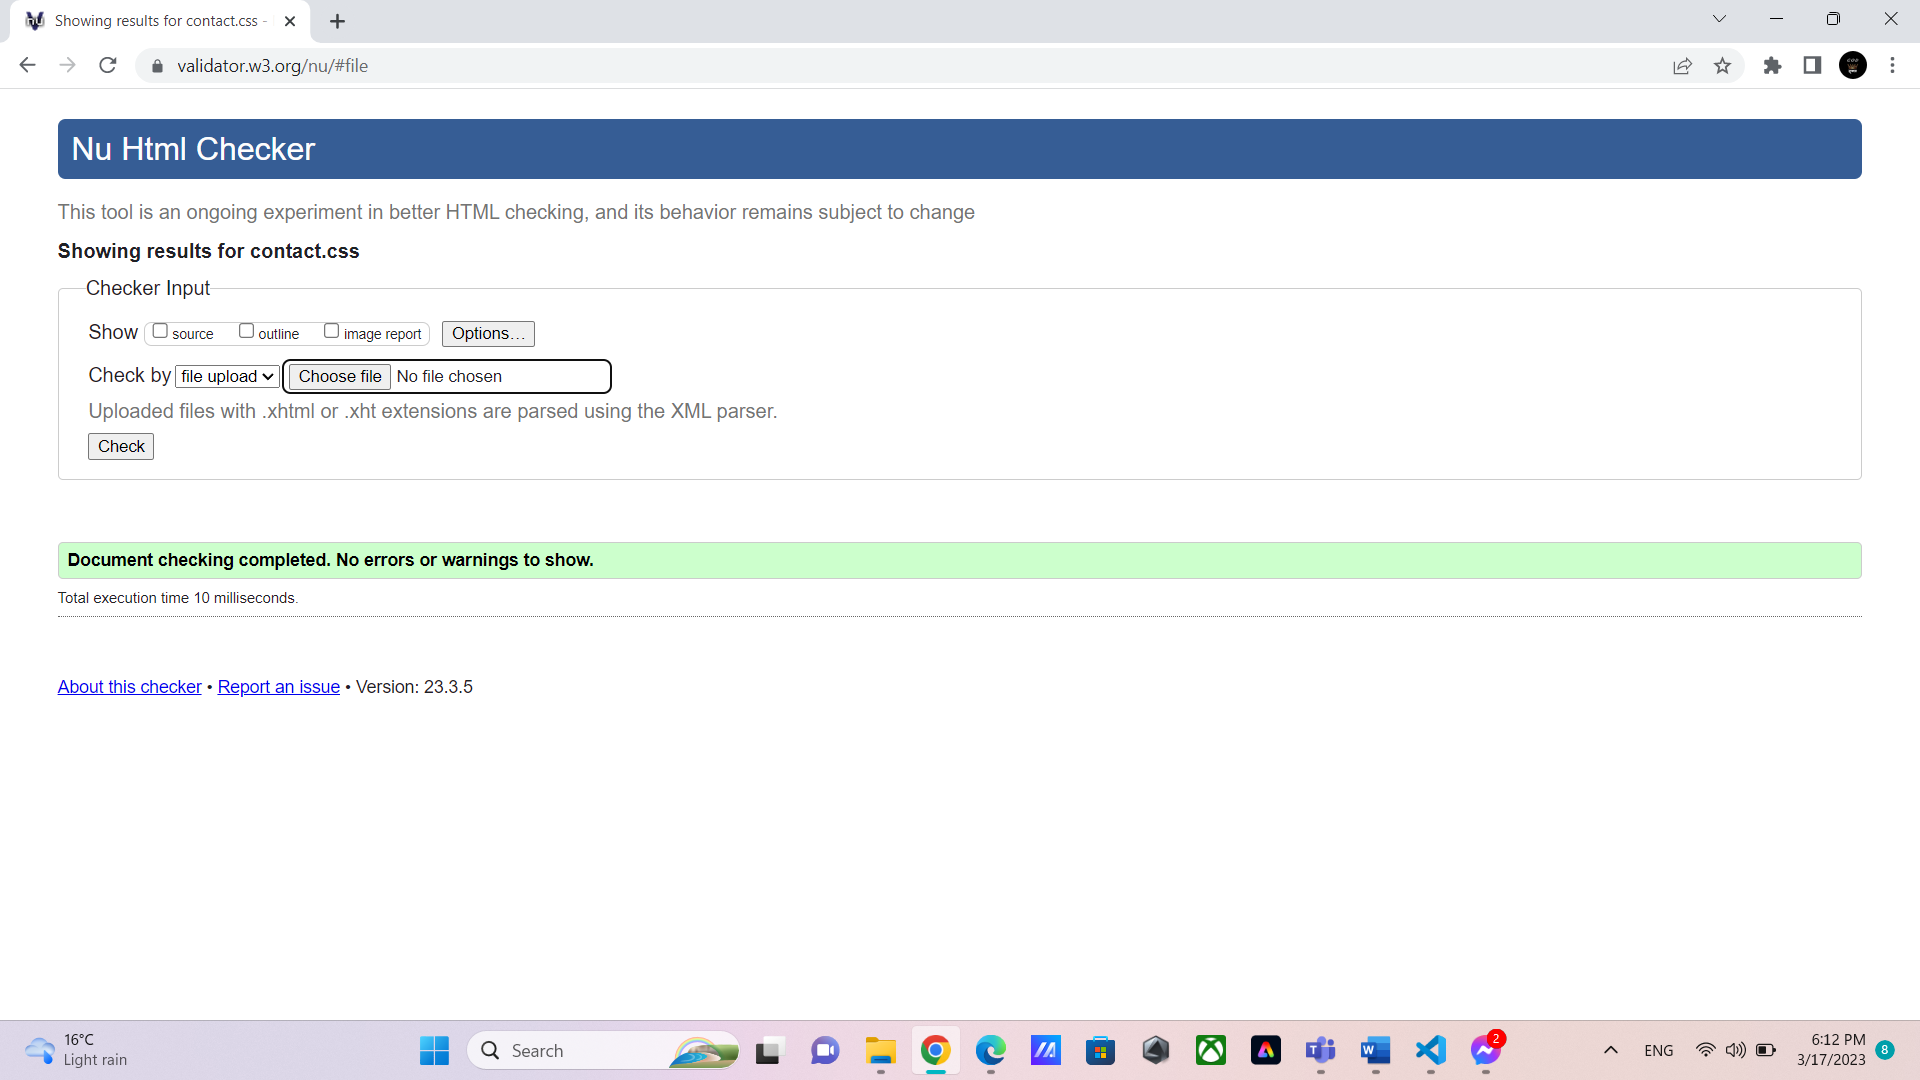 Showing results for contact.css -
validator.w3.org/nu/#file
Nu Html Checker
This tool is an ongoing experiment in better HTML checking, and its behavior remains subject to change
Showing results for contact.css
Checker Input
Show source outline image report Options...
Check by file upload Choose file No file chosen
Uploaded files with .xhtml or .xht extensions are parsed using the XML parser.
Check
Document checking completed. No errors or warnings to show.
Total execution time 10 milliseconds.
About this checker • Report an issue • Version: 23.3.5
16°C
Light rain
Search
2
ENG
6:12 PM
3/17/2023
8